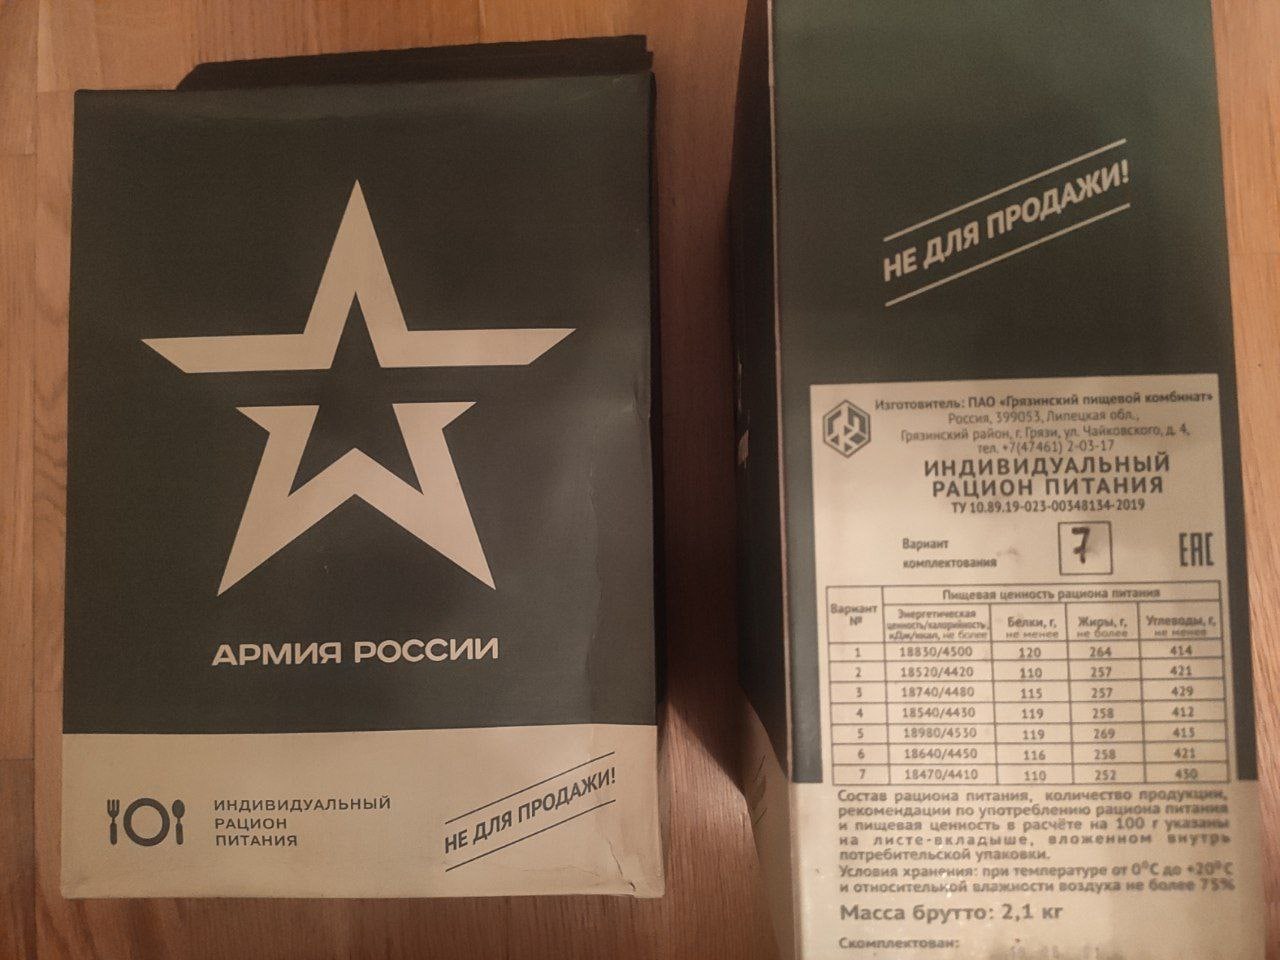 АРМИЯ РОССИИ
ИНДИВИДУАЛЬНЫЙ
РАЦИОН
ПИТАНИЯ
НЕ ДЛЯ ПРОДАЖИ!
НЕ ДЛЯ ПРОДАЖИ!
Изготовитель: ПАО «Грязинский пищевой комбинат»
Россия, 399053, Липецкая обл.,
Грязинский район, г. Грязи, ул. Чайковского, д. 4,
тел. +7(47461) 2-03-17
ИНДИВИДУАЛЬНЫЙ
РАЦИОН ПИТАНИЯ
ТУ 10.89.19-023-00348134-2019
Вариант
комплектования
7
EAC
Вариант
№
Пищевая ценность рациона питания
Энергетическая
ценность/калорийность,
кДж/ккал, не более
Белки, г,
не менее
Жиры, г,
не более
Углеводы, г,
не менее
1 18830/4500 120 264 414
2 18520/4420 110 257 421
3 18740/4480 115 257 429
4 18540/4430 119 258 412
5 18980/4530 119 269 413
6 18640/4450 116 258 421
7 18470/4410 110 252 430
Состав рациона питания, количество продукции,
рекомендации по употреблению рациона питания
и пищевая ценность в расчёте на 100 г указаны
на листе-вкладыше, вложенном внутрь
потребительской упаковки.
Условия хранения: при температуре от 0°С до +20°С
и относительной влажности воздуха не более 75%
Масса брутто: 2,1 кг
Скомплектован: